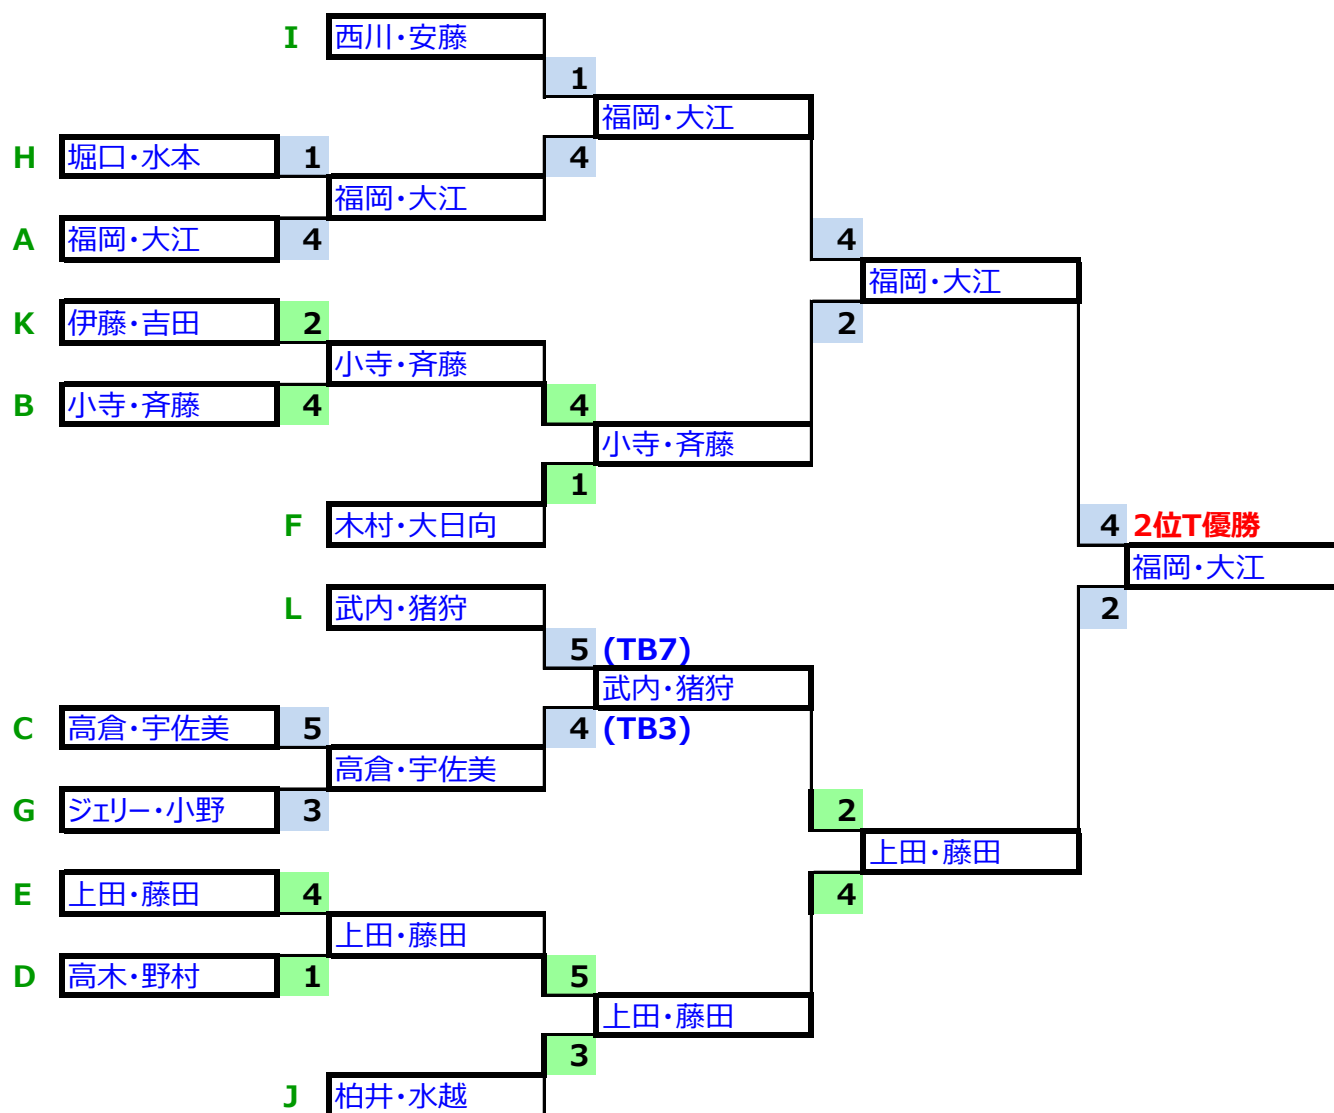 I 西川・安藤
1
福岡・大江
H 堀口・水本 1 4
福岡・大江
A 福岡・大江 4 4
福岡・大江
K 伊藤・吉田 2 2
小寺・斉藤
B 小寺・斉藤 4 4
小寺・斉藤
1
F 木村・大日向 4 2位T優勝
福岡・大江
L 武内・猪狩 2
5 (TB7)
武内・猪狩
C 高倉・宇佐美 5 4 (TB3)
高倉・宇佐美
G ジェリー・小野 3 2
上田・藤田
E 上田・藤田 4 4
上田・藤田
D 高木・野村 1 5
上田・藤田
3
J 柏井・水越